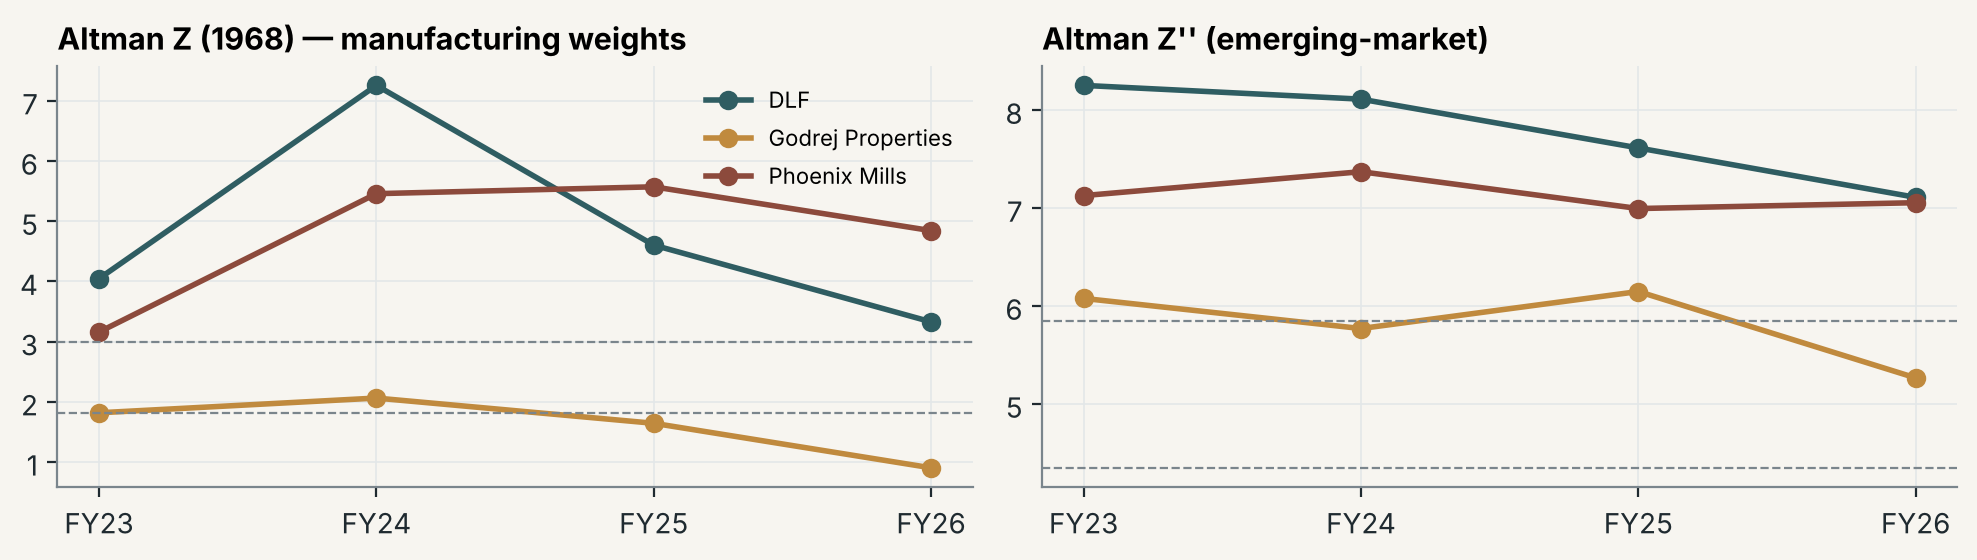 Altman Z (1968) — manufacturing weights
7
6
5
4
3
2
1
DLF
Godrej Properties
Phoenix Mills
FY23 FY24 FY25 FY26
Altman Z'' (emerging-market)
8
7
6
5
FY23 FY24 FY25 FY26